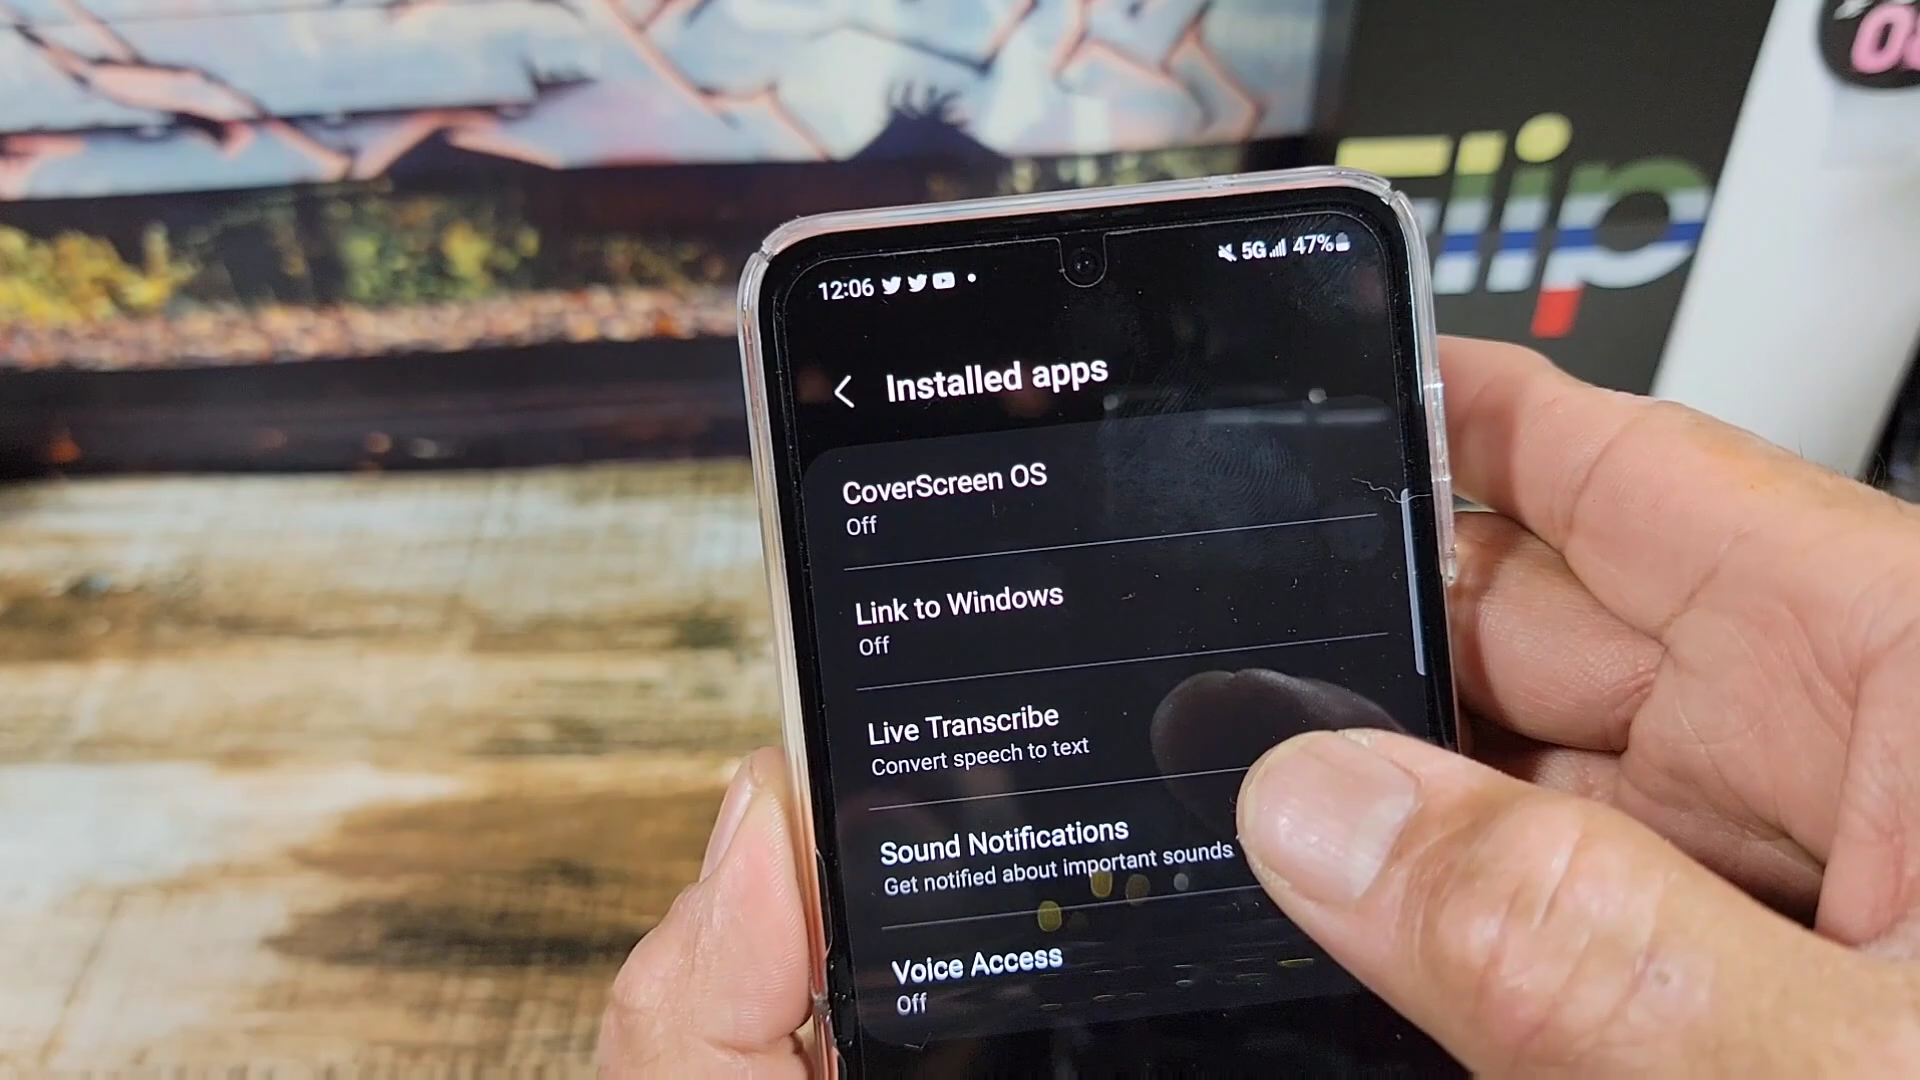 Flip
12:06
5G 47%
Installed apps
CoverScreen OS
Off
Link to Windows
Off
Live Transcribe
Convert speech to text
Sound Notifications
Get notified about important sounds
Voice Access
Off